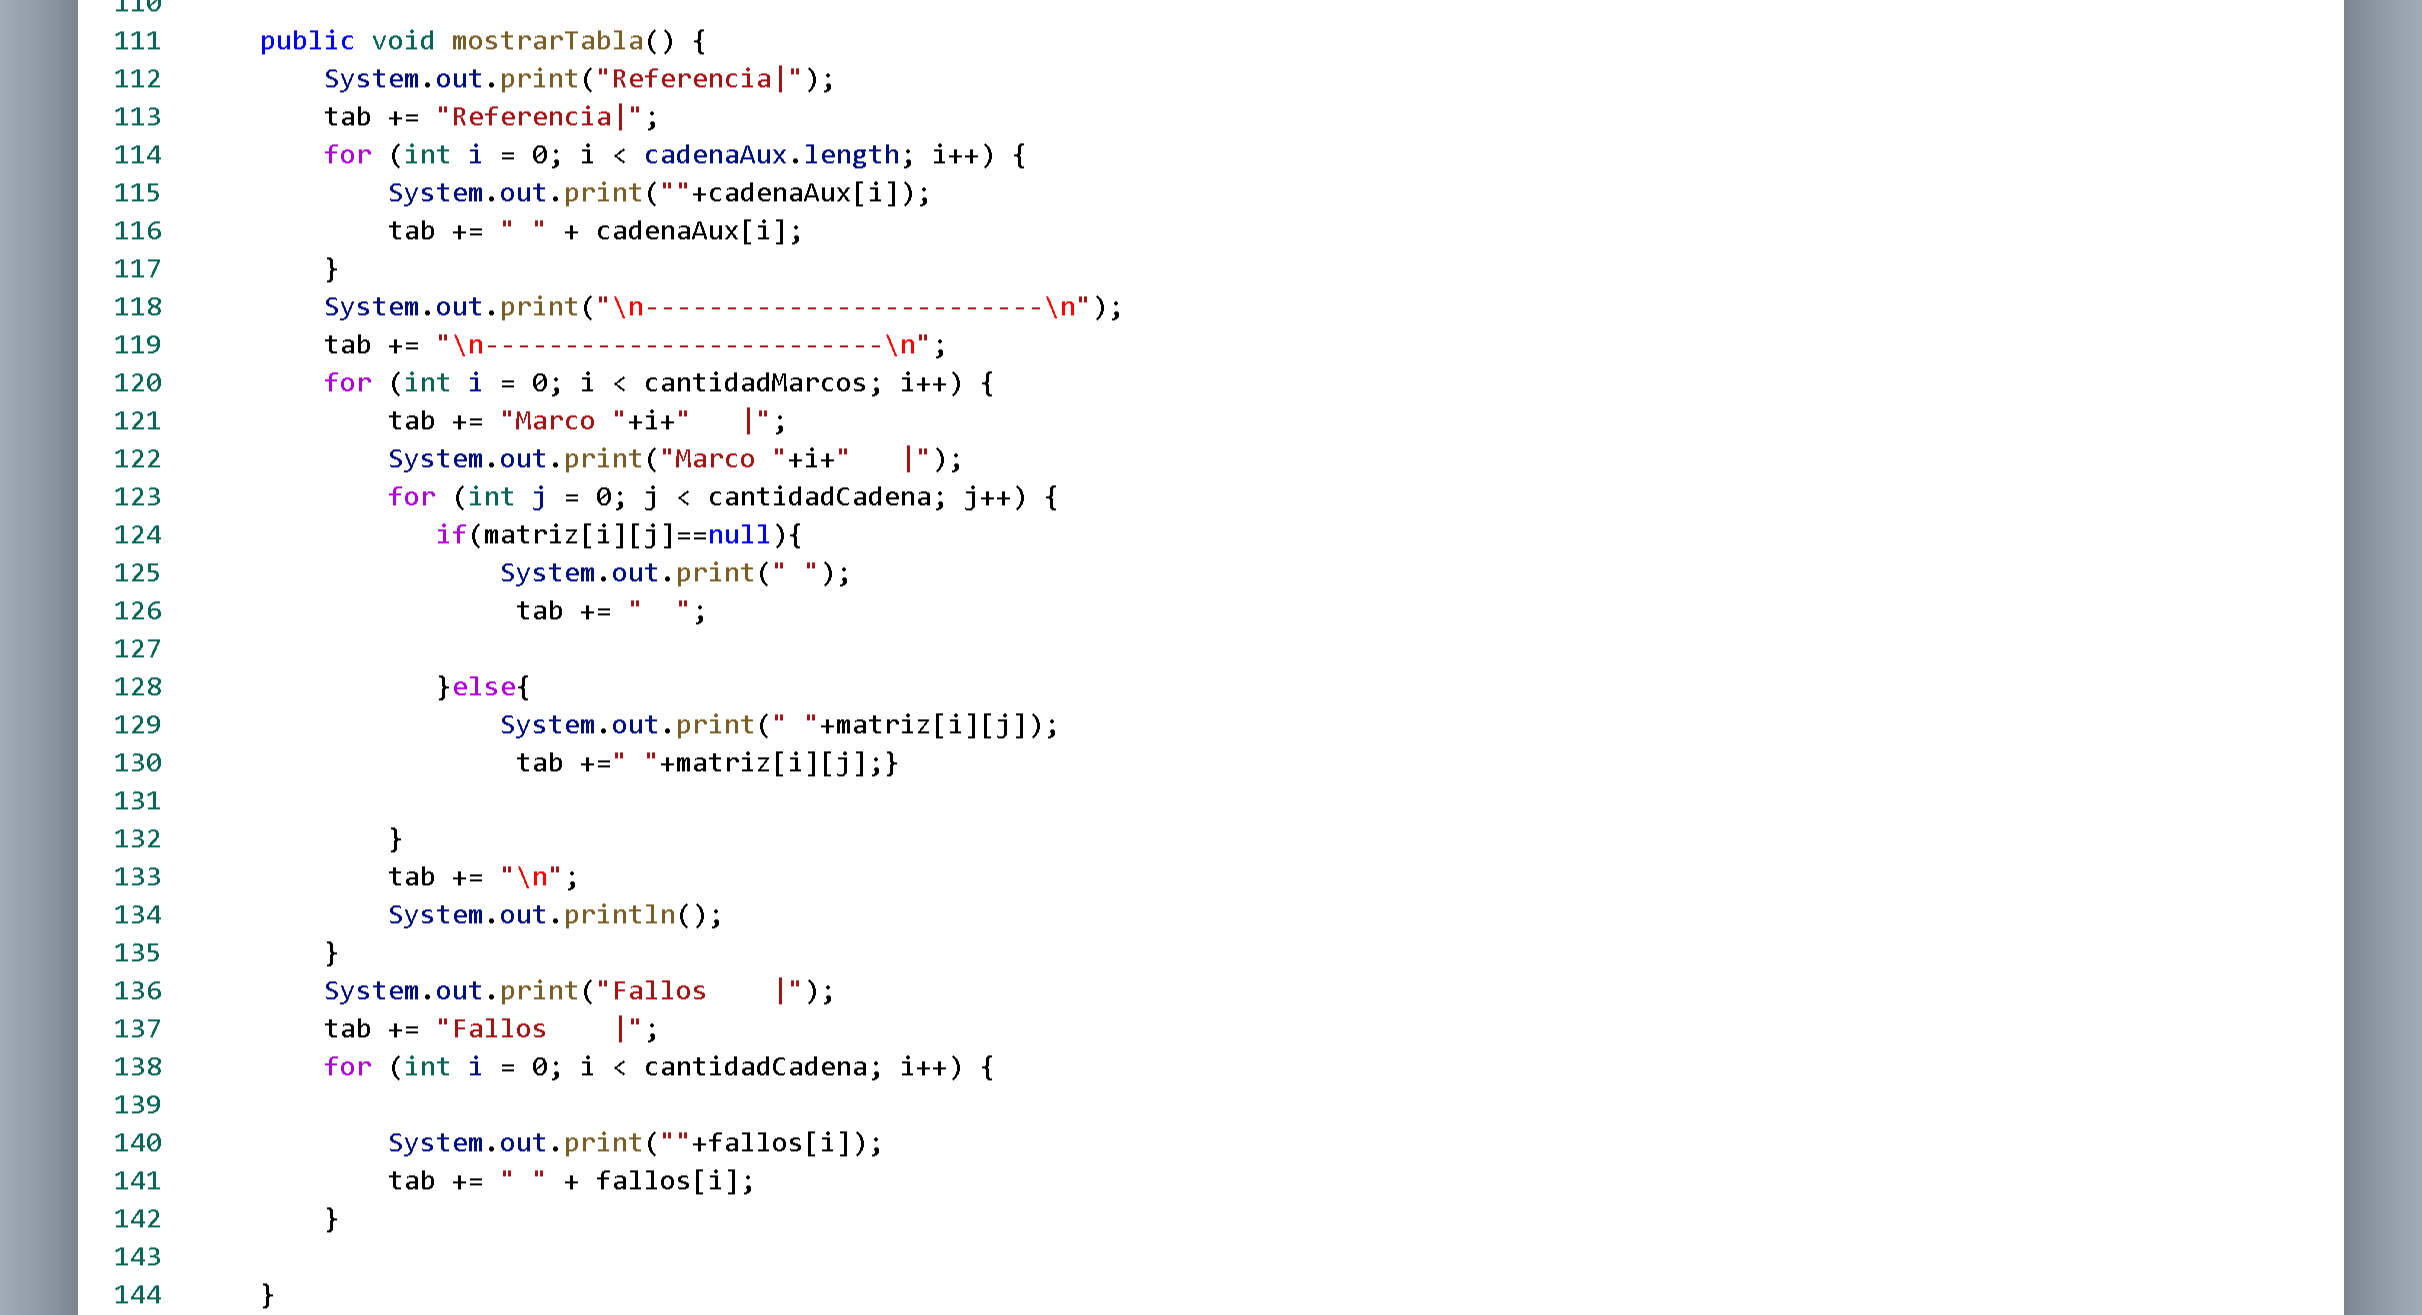 110
111 public void mostrarTabla() {
112 System.out.print("Referencia|");
113 tab += "Referencia|";
114 for (int i = 0; i < cadenaAux.length; i++) {
115 System.out.print(""+cadenaAux[i]);
116 tab += " " + cadenaAux[i];
117 }
118 System.out.print("\n-------------------------\n");
119 tab += "\n-------------------------\n";
120 for (int i = 0; i < cantidadMarcos; i++) {
121 tab += "Marco "+i+"   |";
122 System.out.print("Marco "+i+"   |");
123 for (int j = 0; j < cantidadCadena; j++) {
124 if(matriz[i][j]==null){
125 System.out.print(" ");
126 tab += "  ";
127
128 }else{
129 System.out.print(" "+matriz[i][j]);
130 tab +=" "+matriz[i][j];}
131
132 }
133 tab += "\n";
134 System.out.println();
135 }
136 System.out.print("Fallos    |");
137 tab += "Fallos    |";
138 for (int i = 0; i < cantidadCadena; i++) {
139
140 System.out.print(""+fallos[i]);
141 tab += " " + fallos[i];
142 }
143
144 }